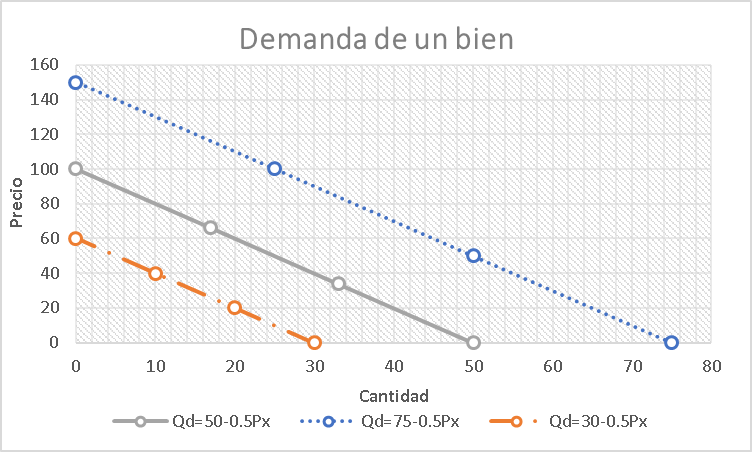 Demanda de un bien
160
140
120
100
80
60
40
20
0
Precio
0 10 20 30 40 50 60 70 80
Cantidad
Qd=50-0.5Px Qd=75-0.5Px Qd=30-0.5Px